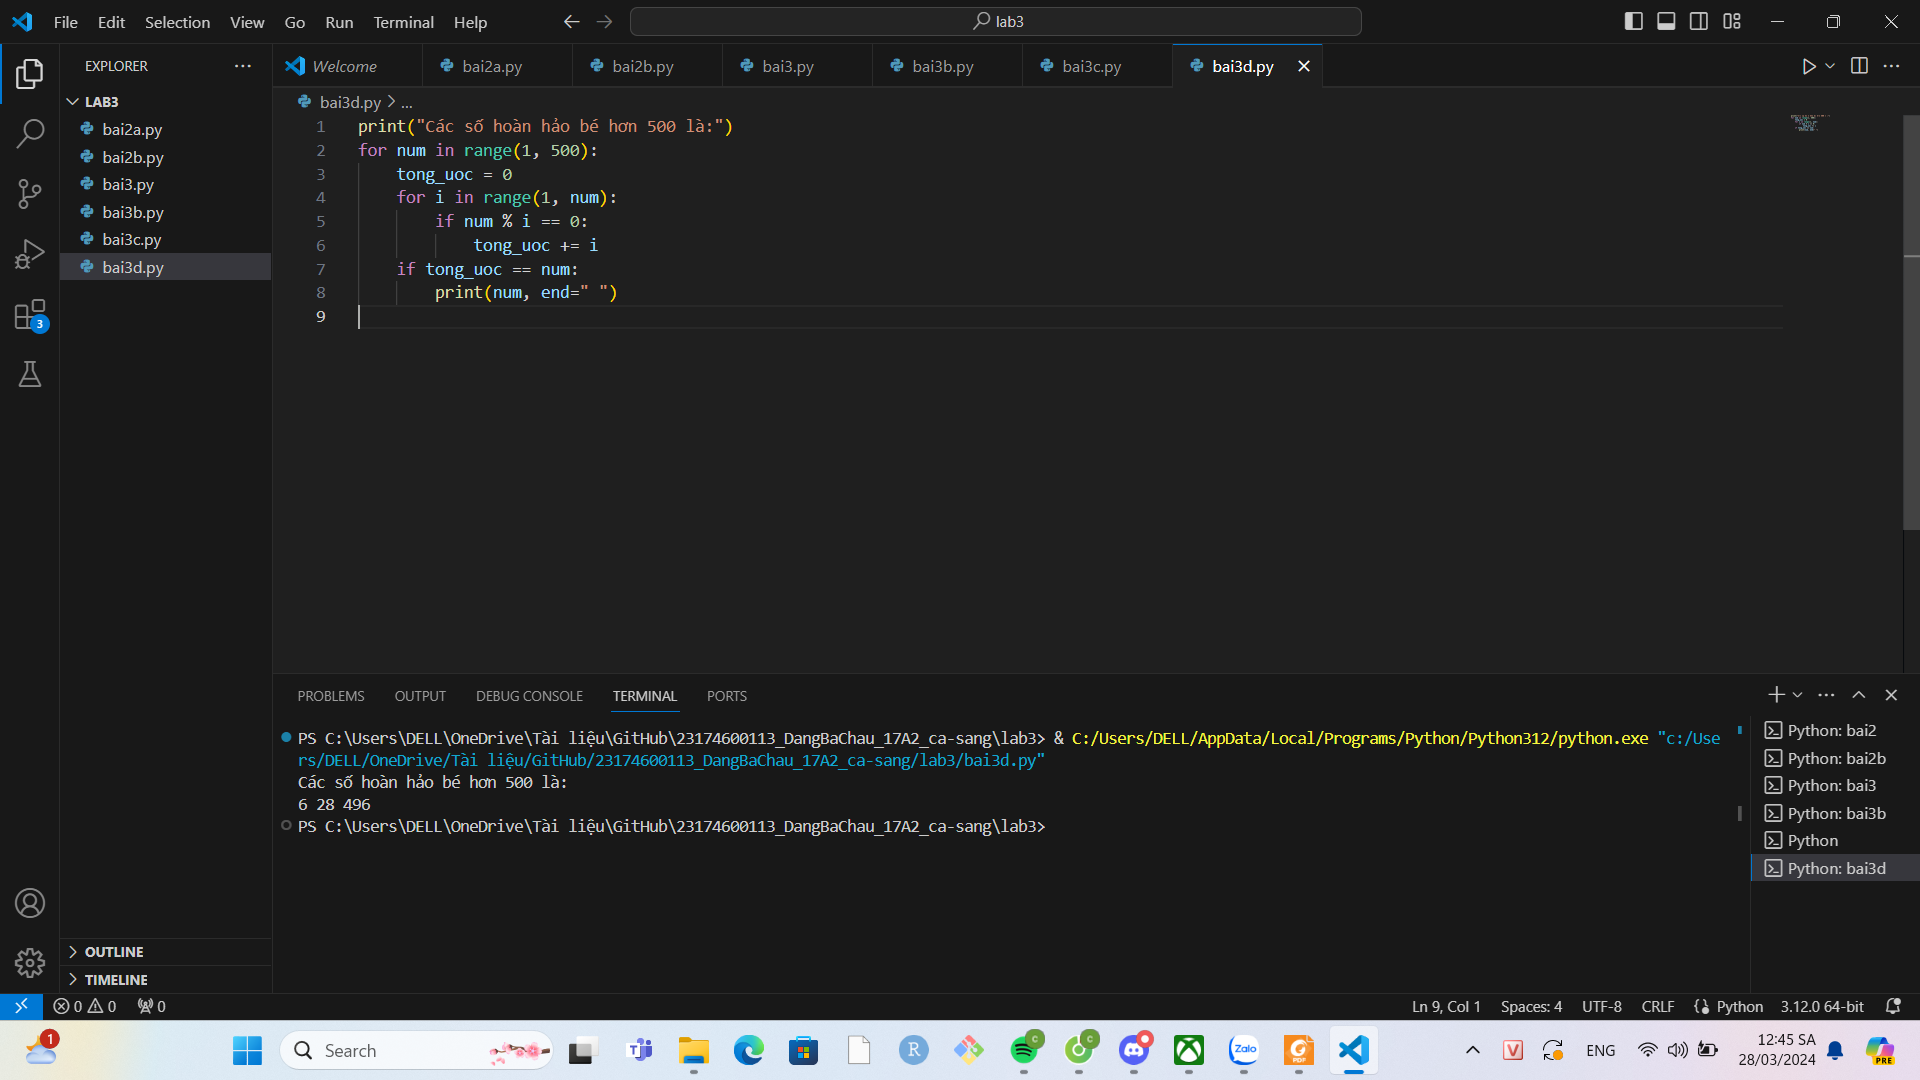 File Edit Selection View Go Run Terminal Help
lab3
EXPLORER
LAB3
bai2a.py
bai2b.py
bai3.py
bai3b.py
bai3c.py
bai3d.py
OUTLINE
TIMELINE
3
Welcome bai2a.py bai2b.py bai3.py bai3b.py bai3c.py bai3d.py
bai3d.py > ...
1 print("Các số hoàn hảo bé hơn 500 là:")
2 for num in range(1, 500):
3 tong_uoc = 0
4 for i in range(1, num):
5 if num % i == 0:
6 tong_uoc += i
7 if tong_uoc == num:
8 print(num, end=" ")
9
PROBLEMS OUTPUT DEBUG CONSOLE TERMINAL PORTS
PS C:\Users\DELL\OneDrive\Tài liệu\GitHub\23174600113_DangBaChau_17A2_ca-sang\lab3> & C:/Users/DELL/AppData/Local/Programs/Python/Python312/python.exe "c:/Use
rs/DELL/OneDrive/Tài liệu/GitHub/23174600113_DangBaChau_17A2_ca-sang/lab3/bai3d.py"
Các số hoàn hảo bé hơn 500 là:
6 28 496
PS C:\Users\DELL\OneDrive\Tài liệu\GitHub\23174600113_DangBaChau_17A2_ca-sang\lab3>
Python: bai2
Python: bai2b
Python: bai3
Python: bai3b
Python
Python: bai3d
0 0 0
Ln 9, Col 1 Spaces: 4 UTF-8 CRLF Python 3.12.0 64-bit
1
Search
T
R
C
C
Zalo
PDF
V
ENG
12:45 SA
28/03/2024
PRE